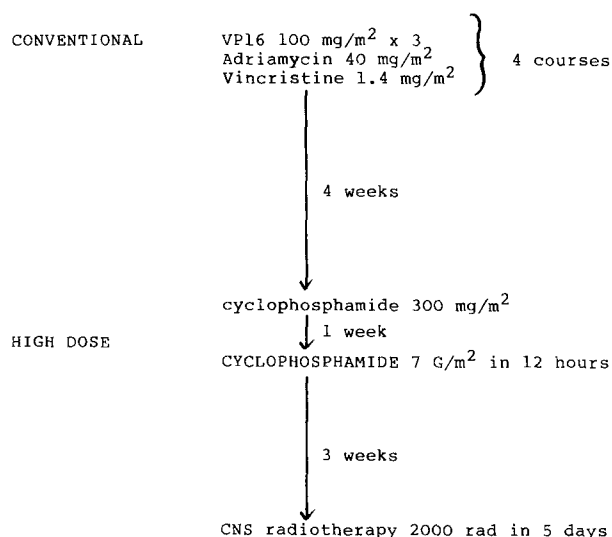 CONVENTIONAL VP16 100 mg/m² x 3
Adriamycin 40 mg/m²
Vincristine 1.4 mg/m²
4 courses
4 weeks
cyclophosphamide 300 mg/m²
1 week
HIGH DOSE
CYCLOPHOSPHAMIDE 7 G/m² in 12 hours
3 weeks
CNS radiotherapy 2000 rad in 5 days